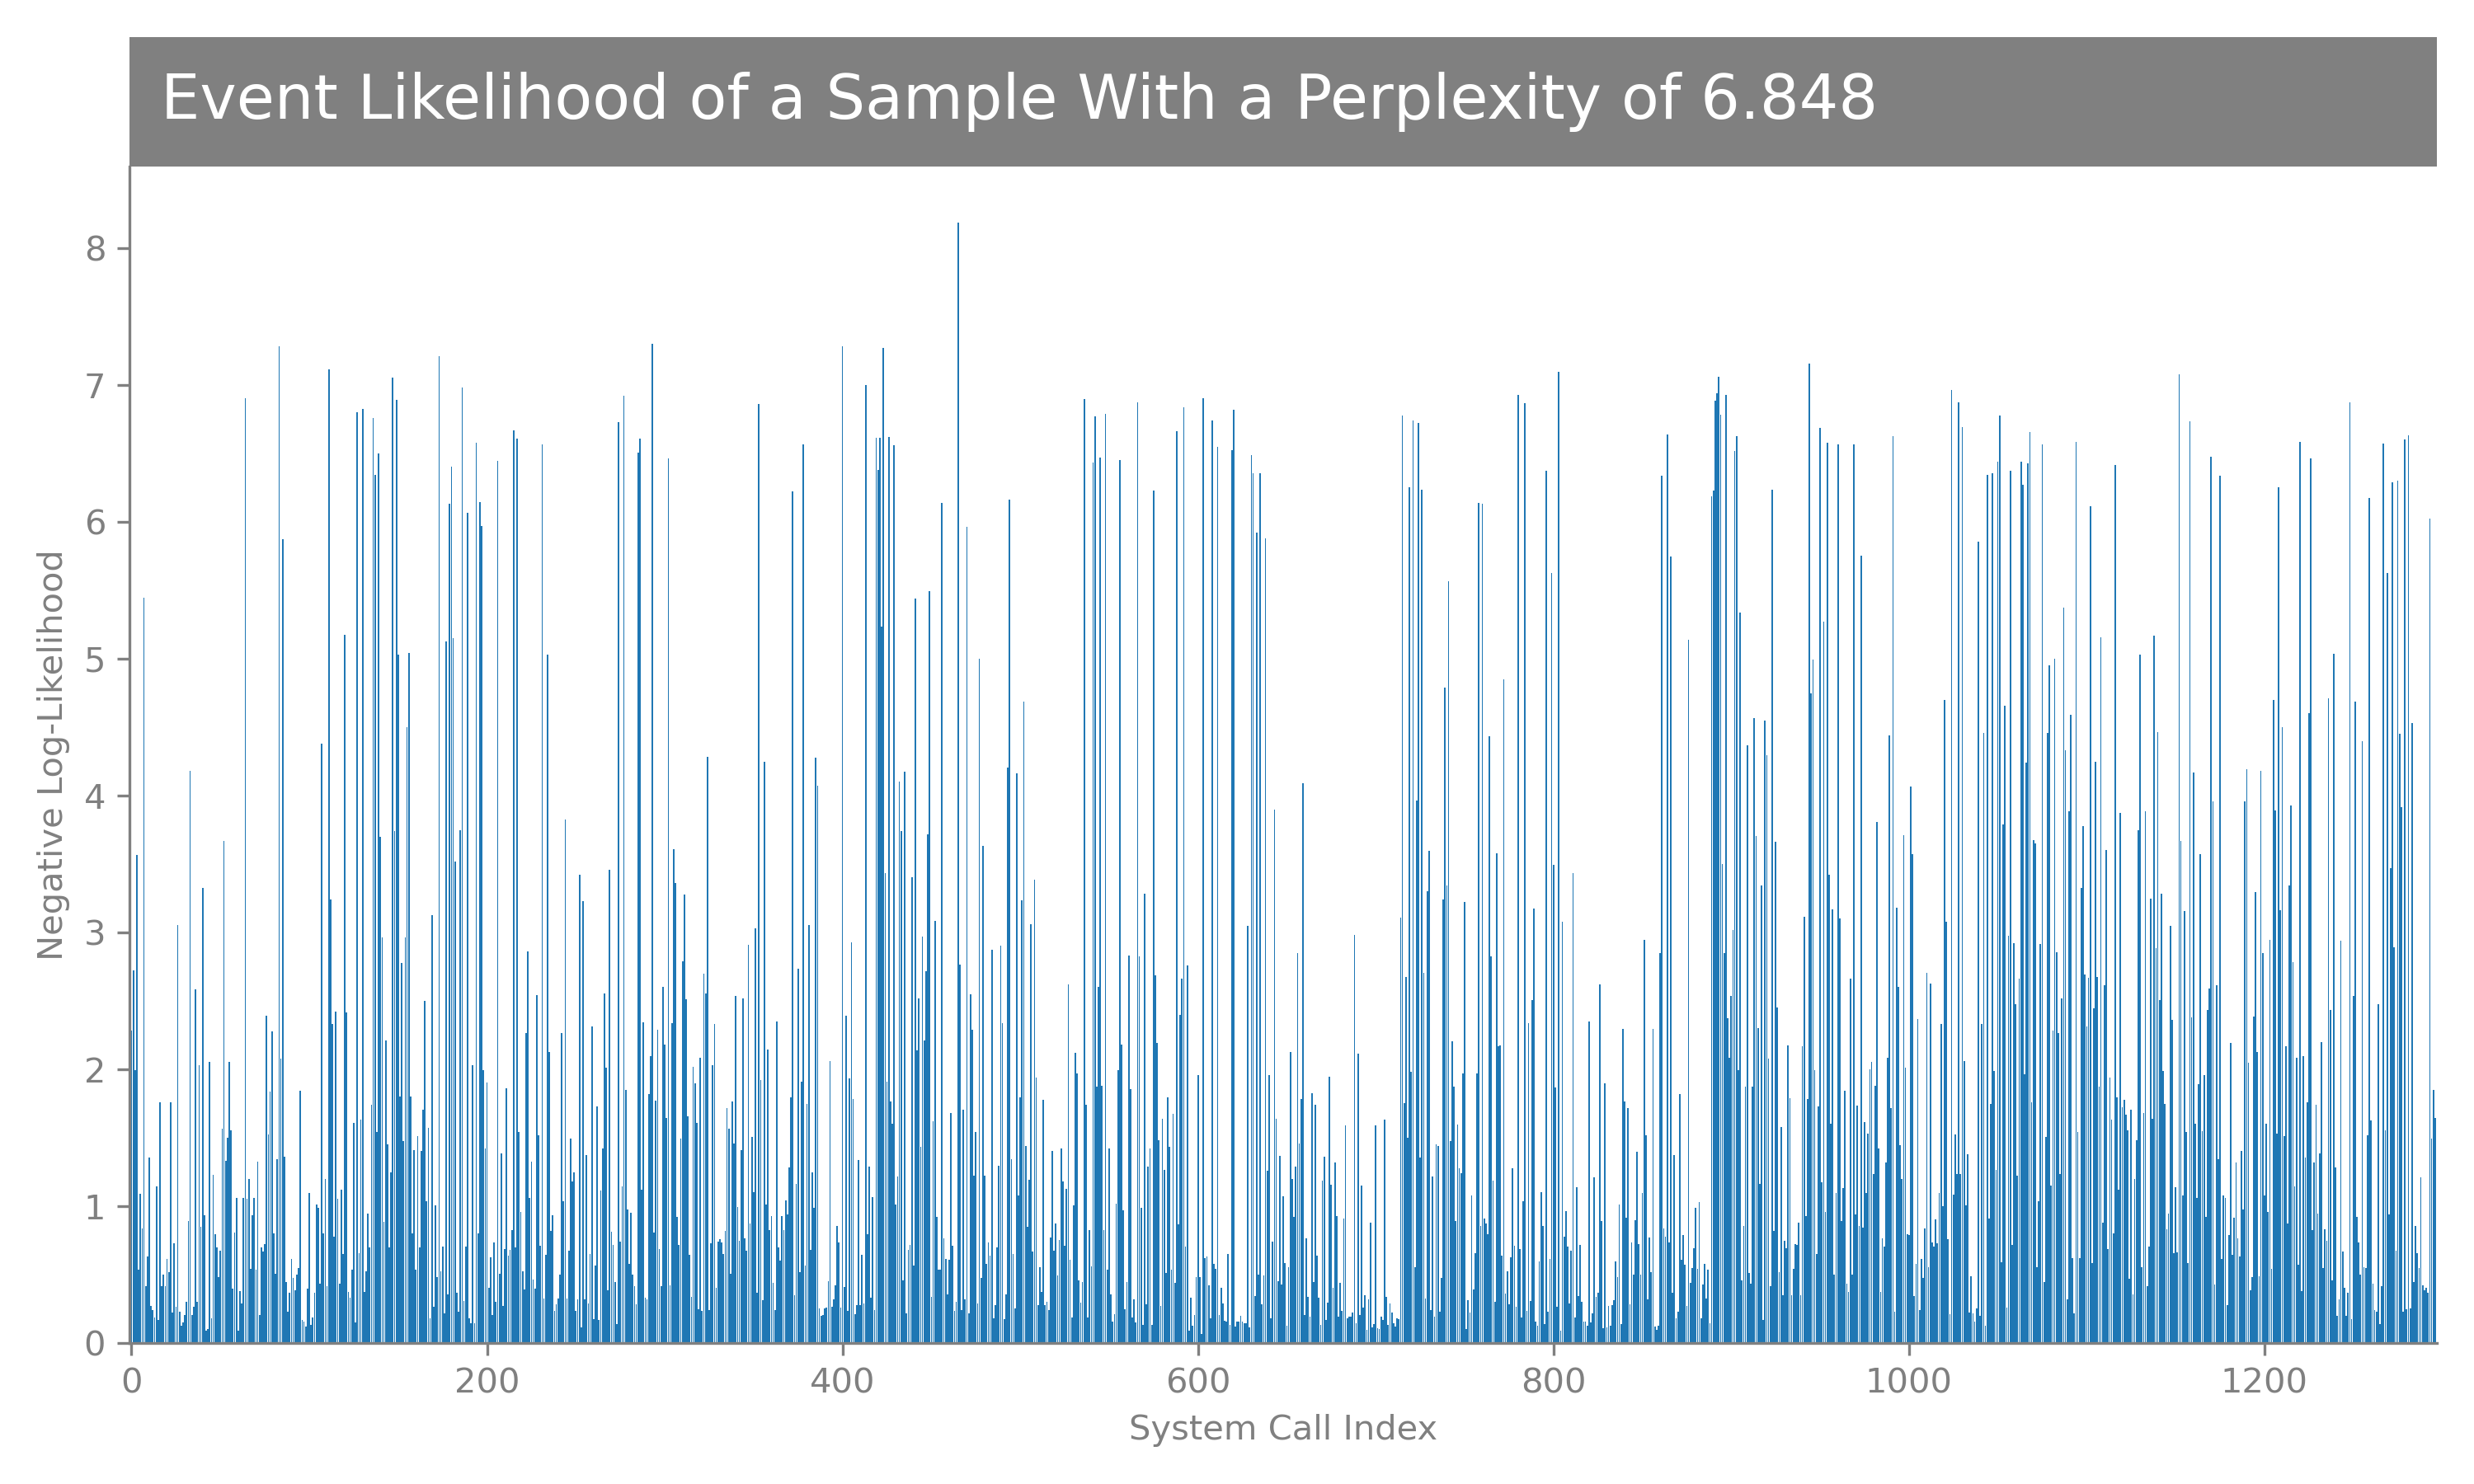 Event Likelihood of a Sample With a Perplexity of 6.848
8
7
6
5
4
3
2
1
0
Negative Log-Likelihood
0 200 400 600 800 1000 1200
System Call Index